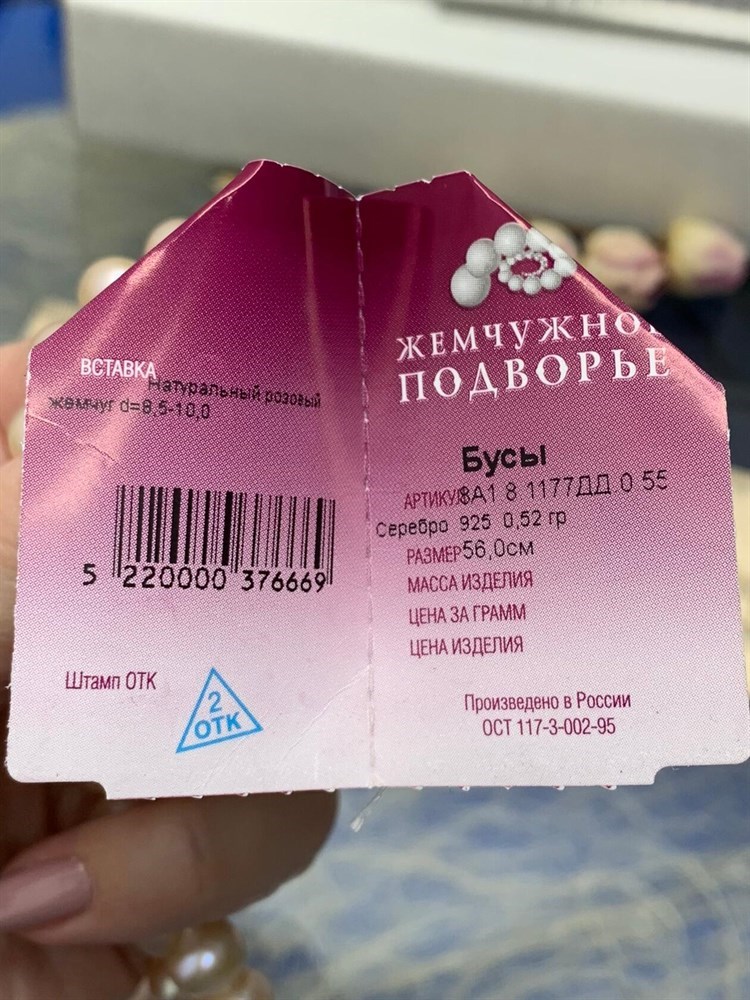 ВСТАВКА
Натуральный розовый
жемчуг d=8,5-10,0
5 220000 376669
Штамп ОТК
2
ОТК
ЖЕМЧУЖНОЕ
ПОДВОРЬЕ
Бусы
АРТИКУЛ 8А1 8 1177ДД 0 55
Серебро 925 0,52 гр
РАЗМЕР 56,0см
МАССА ИЗДЕЛИЯ
ЦЕНА ЗА ГРАММ
ЦЕНА ИЗДЕЛИЯ
Произведено в России
ОСТ 117-3-002-95